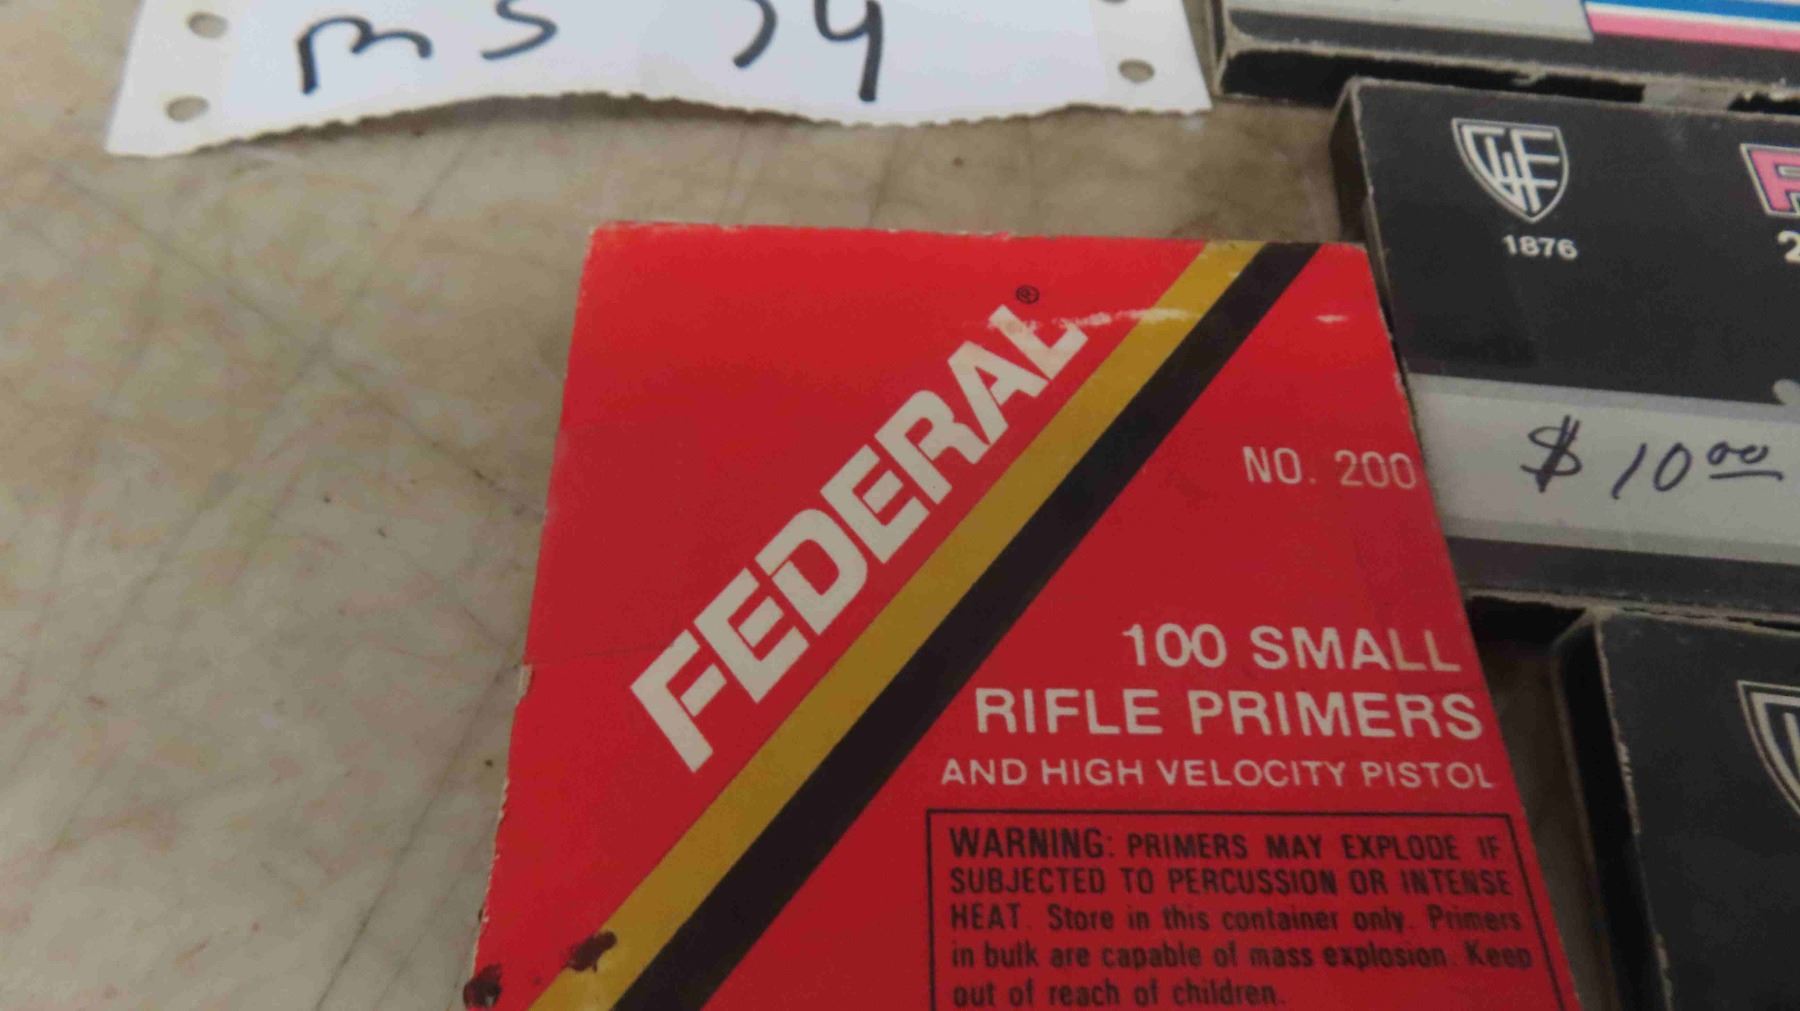 ms 74
1876
FEDERAL®
NO. 200
$ 10.00
100 SMALL
RIFLE PRIMERS
AND HIGH VELOCITY PISTOL
WARNING: PRIMERS MAY EXPLODE IF
SUBJECTED TO PERCUSSION OR INTENSE
HEAT. Store in this container only. Primers
in bulk are capable of mass explosion. Keep
out of reach of children.